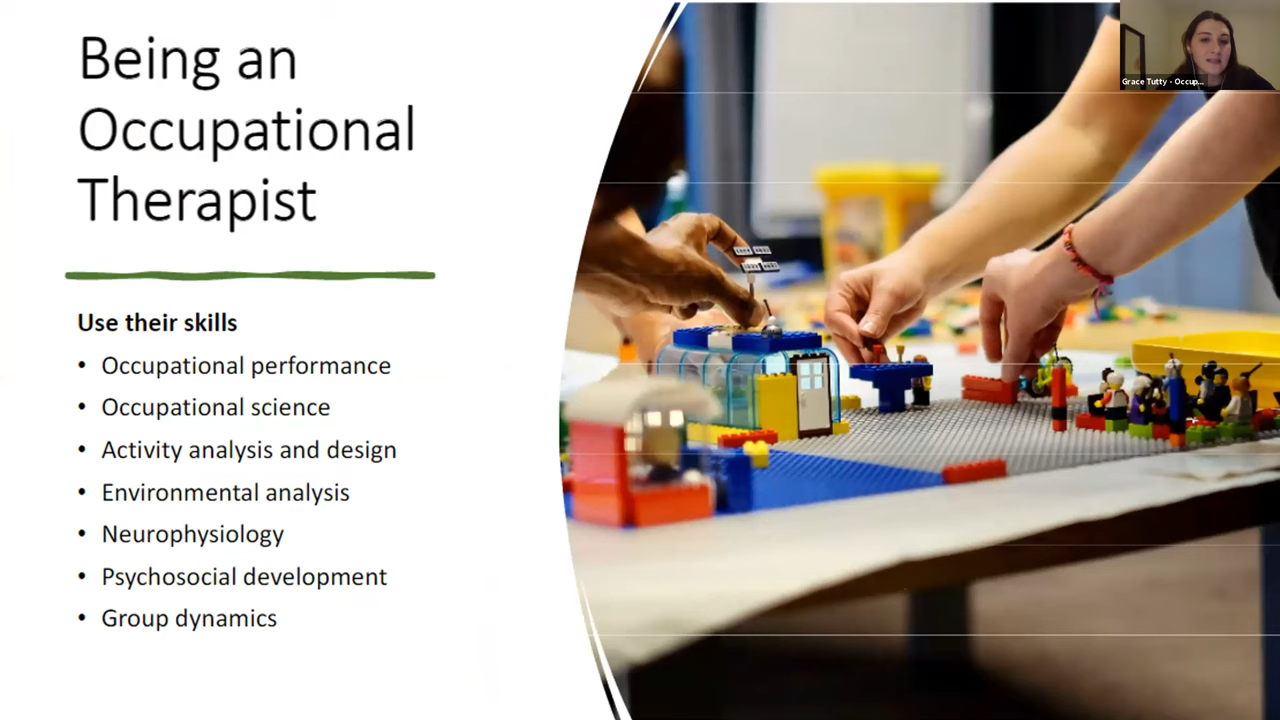 Being an
Occupational
Therapist
Use their skills
• Occupational performance
• Occupational science
• Activity analysis and design
• Environmental analysis
• Neurophysiology
• Psychosocial development
• Group dynamics
Grace Tutty - Occup...